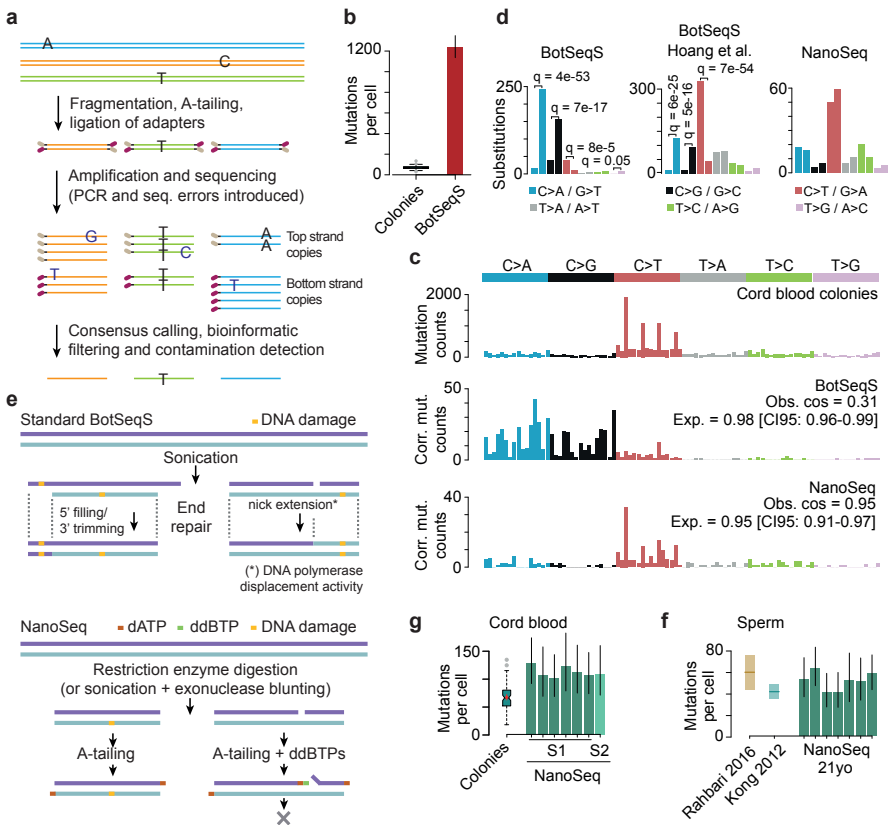 a
A
C
T
Fragmentation, A-tailing,
ligation of adapters
T
Amplification and sequencing
(PCR and seq. errors introduced)
G
T
T
T
C
A
A
Top strand
copies
T
T
T
T
Bottom strand
copies
Consensus calling, bioinformatic
filtering and contamination detection
T
b
Mutations
per cell
1200
0
Colonies
BotSeqS
d
BotSeqS
Substitutions
250
0
q = 4e-53
q = 7e-17
q = 8e-5
q = 0.05
BotSeqS
Hoang et al.
300
0
q = 6e-25
q = 5e-16
q = 7e-54
NanoSeq
60
0
C>A / G>T
C>G / G>C
C>T / G>A
T>A / A>T
T>C / A>G
T>G / A>C
c
C>A
C>G
C>T
T>A
T>C
T>G
Cord blood colonies
Mutation
counts
2000
0
BotSeqS
Obs. cos = 0.31
Exp. = 0.98 [CI95: 0.96-0.99]
Corr. mut.
counts
50
0
NanoSeq
Obs. cos = 0.95
Exp. = 0.95 [CI95: 0.91-0.97]
Corr. mut.
counts
40
0
e
Standard BotSeqS
DNA damage
Sonication
5' filling/
3' trimming
End
repair
nick extension*
(*) DNA polymerase
displacement activity
NanoSeq
dATP
ddBTP
DNA damage
Restriction enzyme digestion
(or sonication + exonuclease blunting)
A-tailing
A-tailing + ddBTPs
g
Cord blood
Mutations
per cell
150
0
Colonies
S1
S2
NanoSeq
f
Sperm
Mutations
per cell
80
0
Rahbari 2016
Kong 2012
NanoSeq
21yo